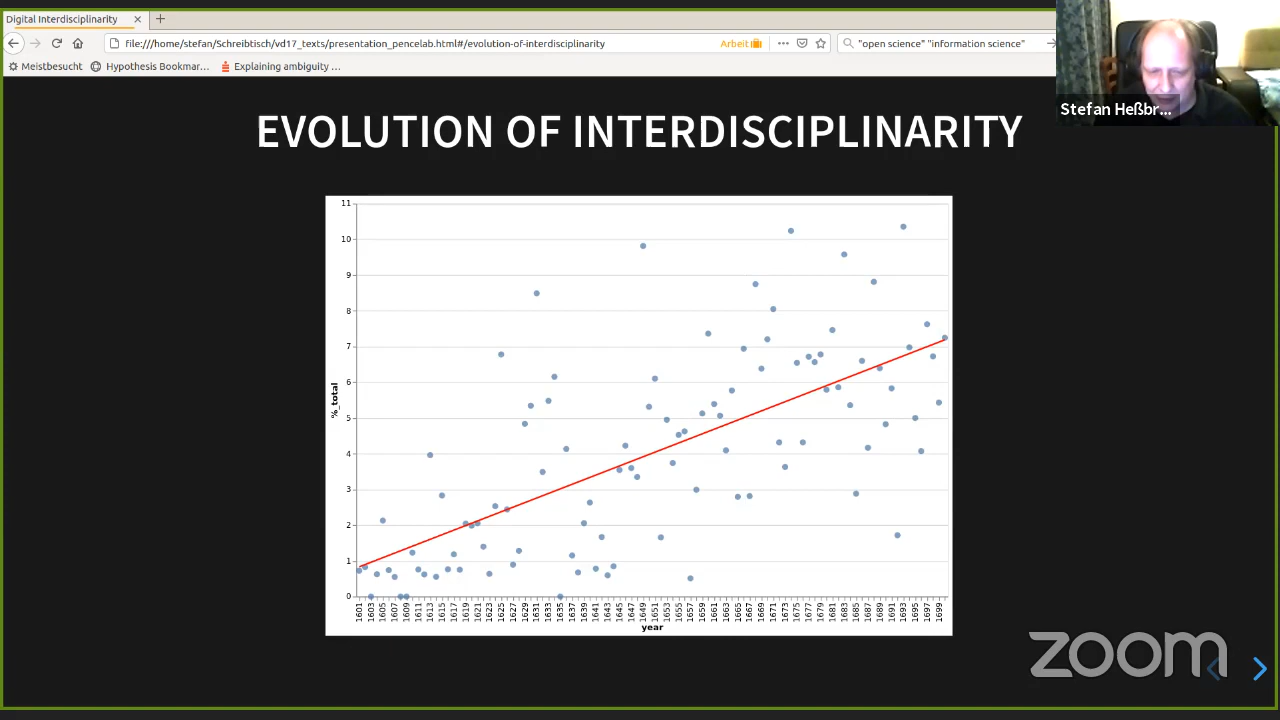 Digital Interdisciplinarity
file:///home/stefan/Schreibtisch/vd17_texts/presentation_pencelab.html#/evolution-of-interdisciplinarity
Arbeit
"open science" "information science"
Meistbesucht
Hypothesis Bookmar...
Explaining ambiguity ...
Stefan Heßbr...
EVOLUTION OF INTERDISCIPLINARITY
11
10
9
8
7
6
5
4
3
2
1
0
%_total
1601 1603 1605 1607 1609 1611 1613 1615 1617 1619 1621 1623 1625 1627 1629 1631 1633 1635 1637 1639 1641 1643 1645 1647 1649 1651 1653 1655 1657 1659 1661 1663 1665 1667 1669 1671 1673 1675 1677 1679 1681 1683 1685 1687 1689 1691 1693 1695 1697 1699
year
zoom